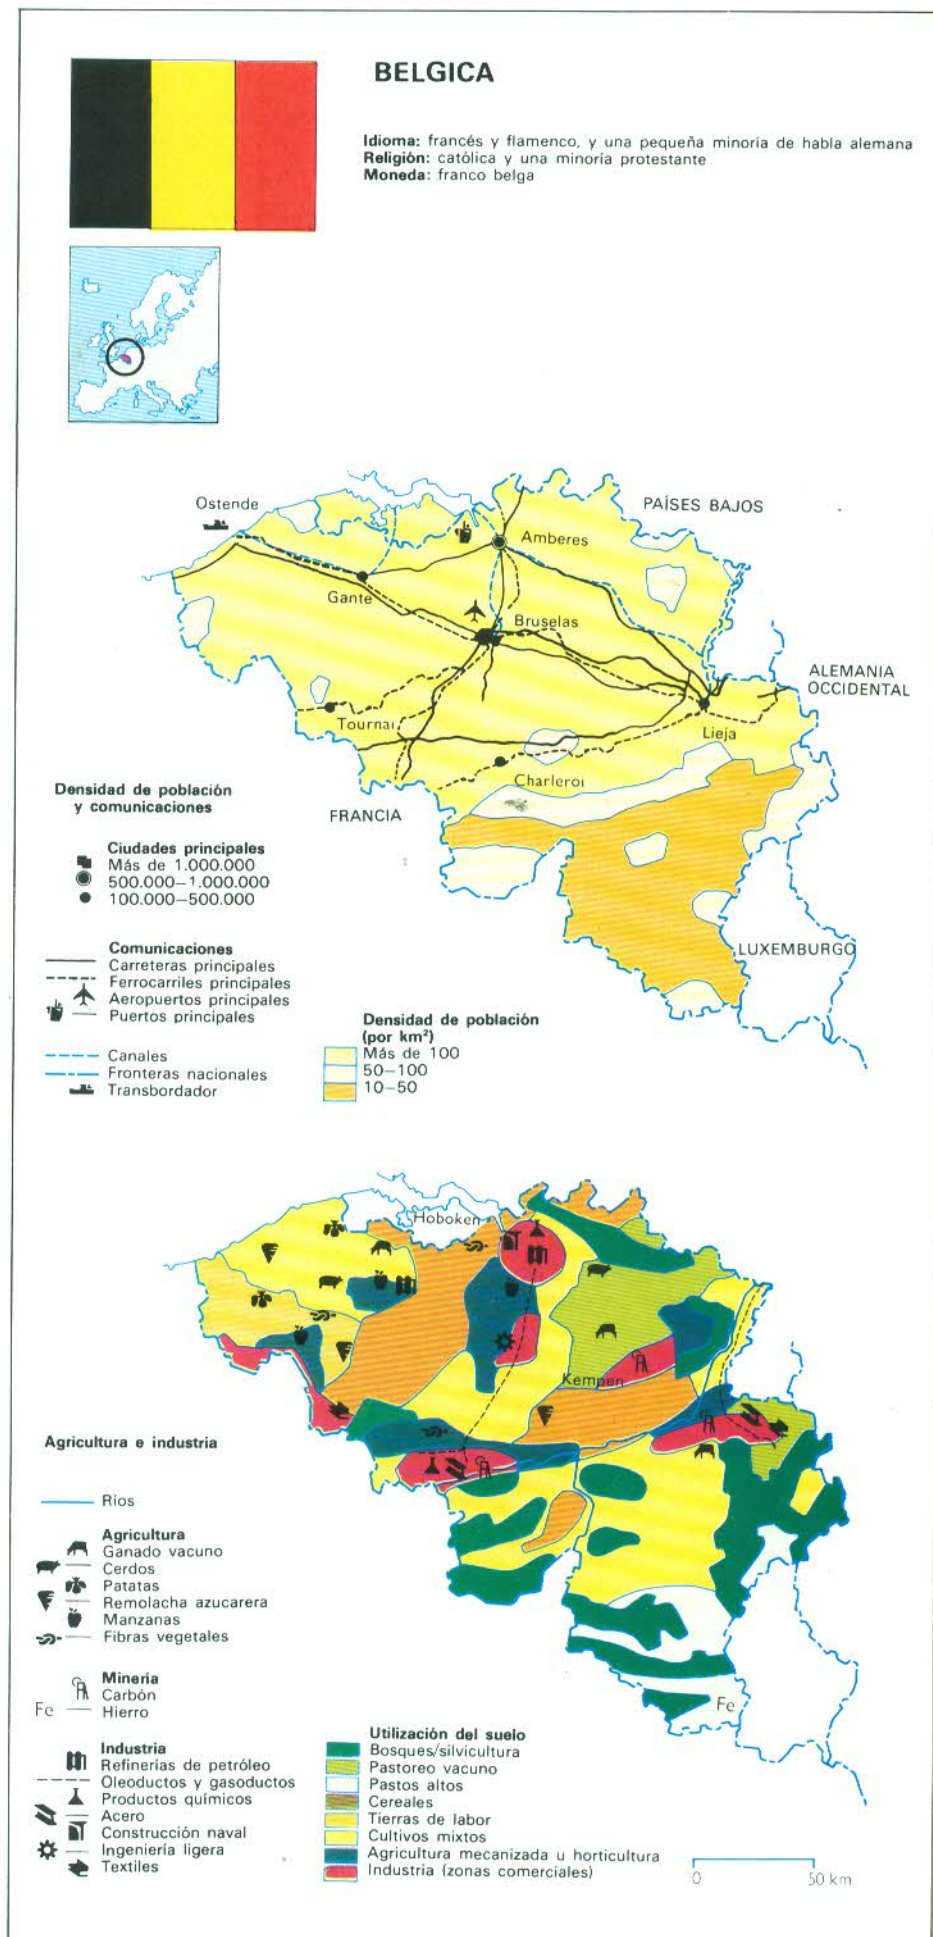 BELGICA
Idioma: francés y flamenco, y una pequeña minoría de habla alemana
Religión: católica y una minoría protestante
Moneda: franco belga
Ostende
PAÍSES BAJOS
Amberes
Gante
Bruselas
ALEMANIA
OCCIDENTAL
Tournai
Lieja
Charleroi
FRANCIA
LUXEMBURGO
Densidad de población
y comunicaciones
Ciudades principales
Más de 1.000.000
500.000—1.000.000
100.000—500.000
Comunicaciones
Carreteras principales
Ferrocarriles principales
Aeropuertos principales
Puertos principales
Canales
Fronteras nacionales
Transbordador
Densidad de población
(por km²)
Más de 100
50—100
10—50
Hoboken
Kempen
Fe
Agricultura e industria
Ríos
Agricultura
Ganado vacuno
Cerdos
Patatas
Remolacha azucarera
Manzanas
Fibras vegetales
Minería
Carbón
Fe Hierro
Industria
Refinerías de petróleo
Oleoductos y gasoductos
Productos químicos
Acero
Construcción naval
Ingeniería ligera
Textiles
Utilización del suelo
Bosques/silvicultura
Pastoreo vacuno
Pastos altos
Cereales
Tierras de labor
Cultivos mixtos
Agricultura mecanizada u horticultura
Industria (zonas comerciales)
0 50 km